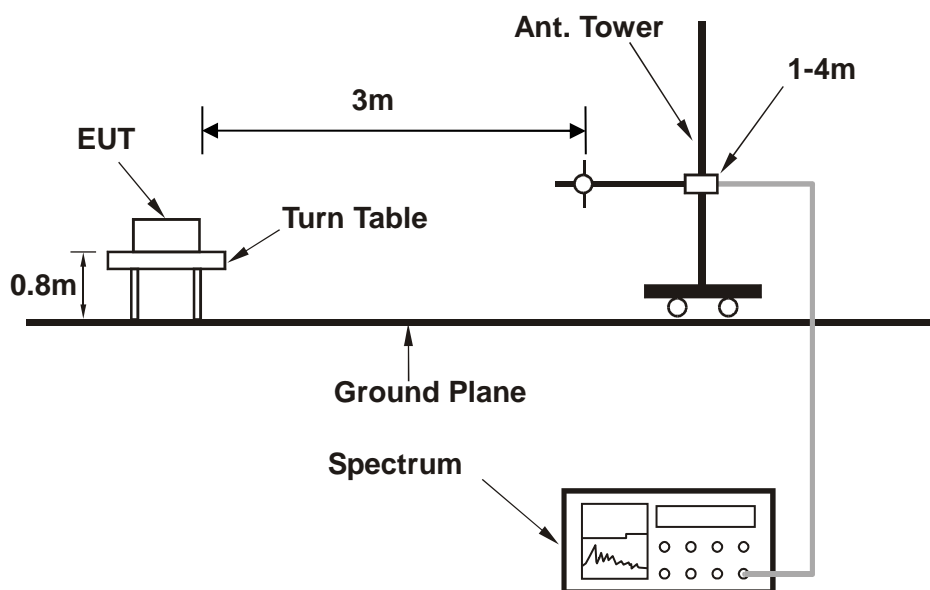 Ant. Tower
1-4m
3m
EUT
Turn Table
0.8m
Ground Plane
Spectrum